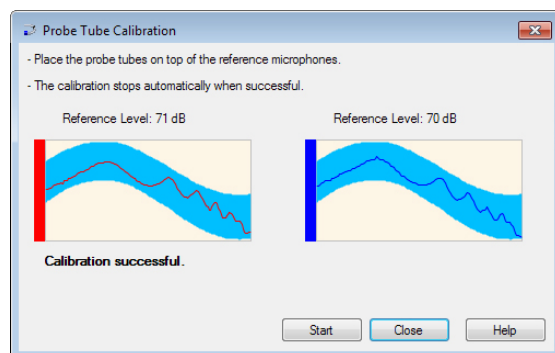 Probe Tube Calibration
- Place the probe tubes on top of the reference microphones.
- The calibration stops automatically when successful.
Reference Level: 71 dB
Reference Level: 70 dB
Calibration successful.
Start
Close
Help